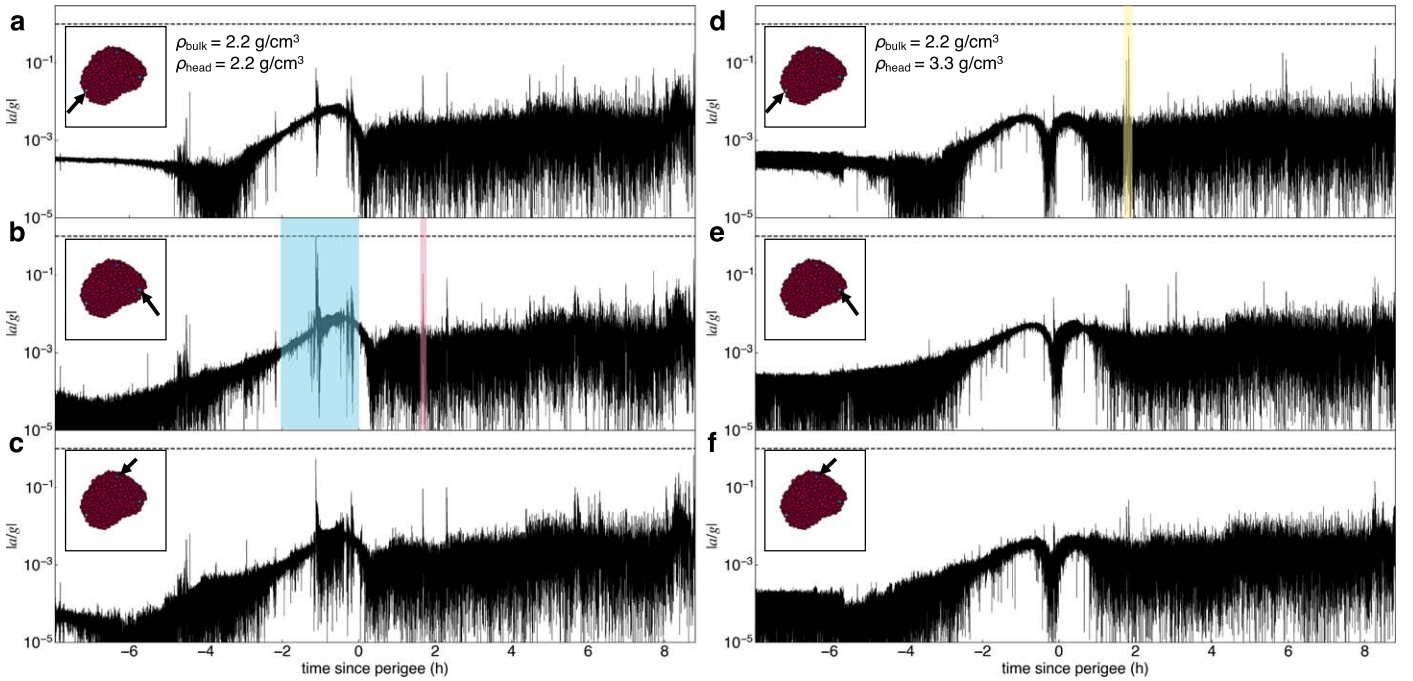 a
ρbulk = 2.2 g/cm³
ρhead = 2.2 g/cm³
|a/g|
10⁻¹
10⁻³
10⁻⁵
b
|a/g|
10⁻¹
10⁻³
10⁻⁵
c
|a/g|
10⁻¹
10⁻³
10⁻⁵
−6 −4 −2 0 2 4 6 8
time since perigee (h)
d
ρbulk = 2.2 g/cm³
ρhead = 3.3 g/cm³
|a/g|
10⁻¹
10⁻³
10⁻⁵
e
|a/g|
10⁻¹
10⁻³
10⁻⁵
f
|a/g|
10⁻¹
10⁻³
10⁻⁵
−6 −4 −2 0 2 4 6 8
time since perigee (h)